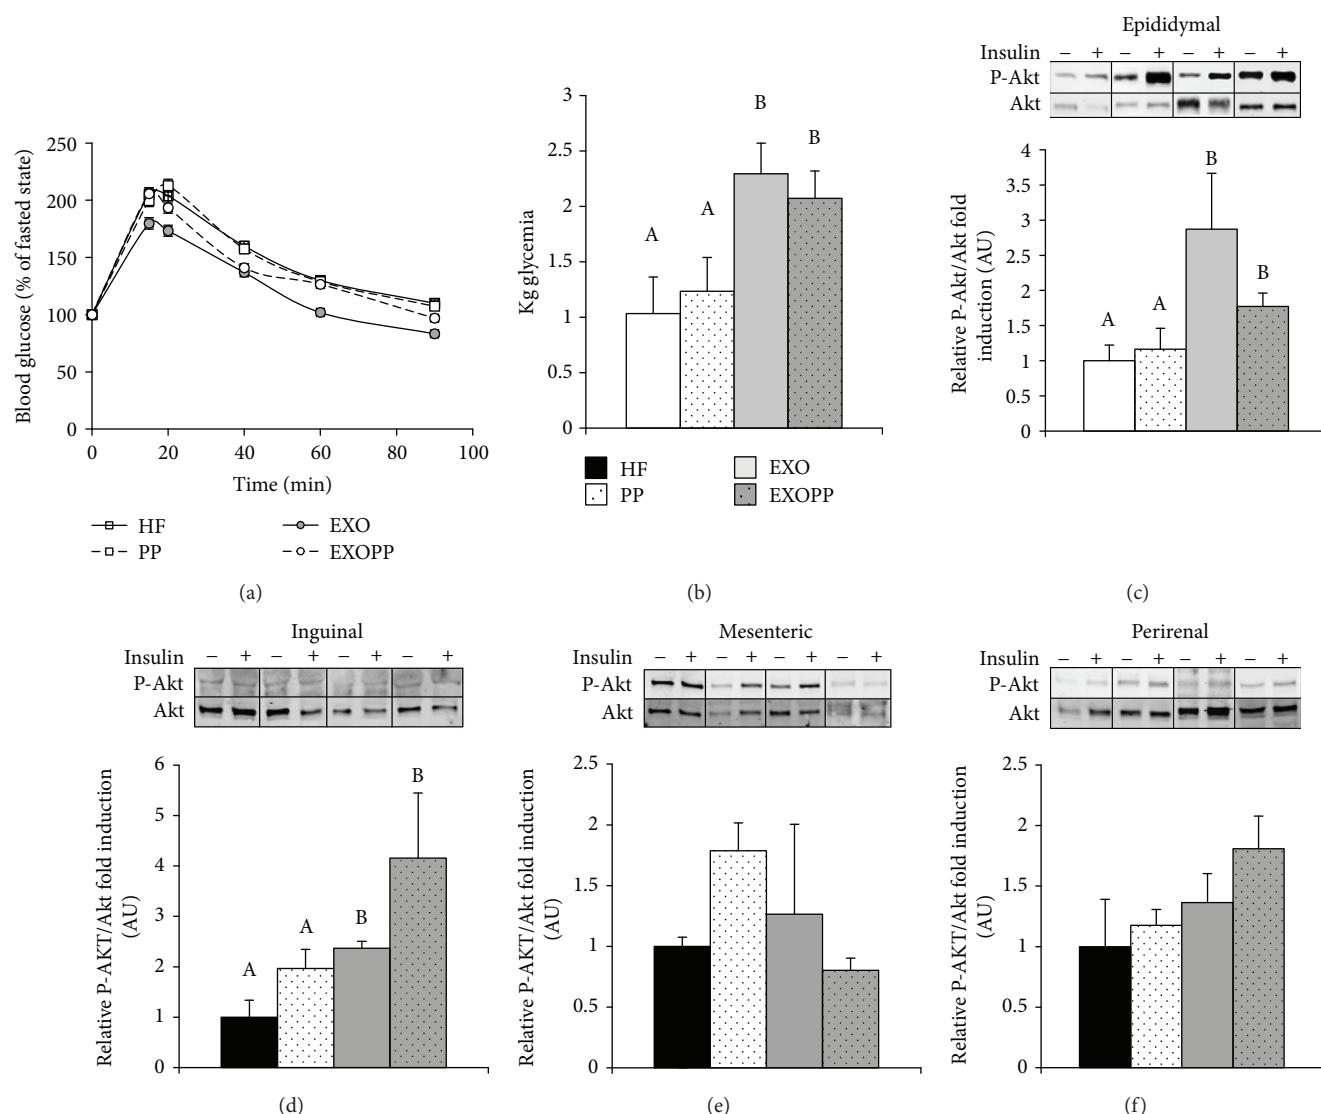 250
200
150
100
50
0
Blood glucose (% of fasted state)
0 20 40 60 80 100
Time (min)
HF EXO
PP EXOPP
(a)
3
2.5
2
1.5
1
0.5
0
Kg glycemia
A A B B
HF EXO
PP EXOPP
(b)
Epididymal
Insulin − + − + − + − +
P-Akt
Akt
4
3.5
3
2.5
2
1.5
1
0.5
0
Relative P-Akt/Akt fold
induction (AU)
A A B B
(c)
Inguinal
Insulin − + − + − + − +
P-Akt
Akt
6
5
4
3
2
1
0
Relative P-AKT/Akt fold induction
(AU)
A A B B
(d)
Mesenteric
Insulin − + − + − + − +
P-Akt
Akt
2.5
2
1.5
1
0.5
0
Relative P-AKT/Akt fold induction
(AU)
(e)
Perirenal
Insulin − + − + − + − +
P-Akt
Akt
2.5
2
1.5
1
0.5
0
Relative P-AKT/Akt fold induction
(AU)
(f)